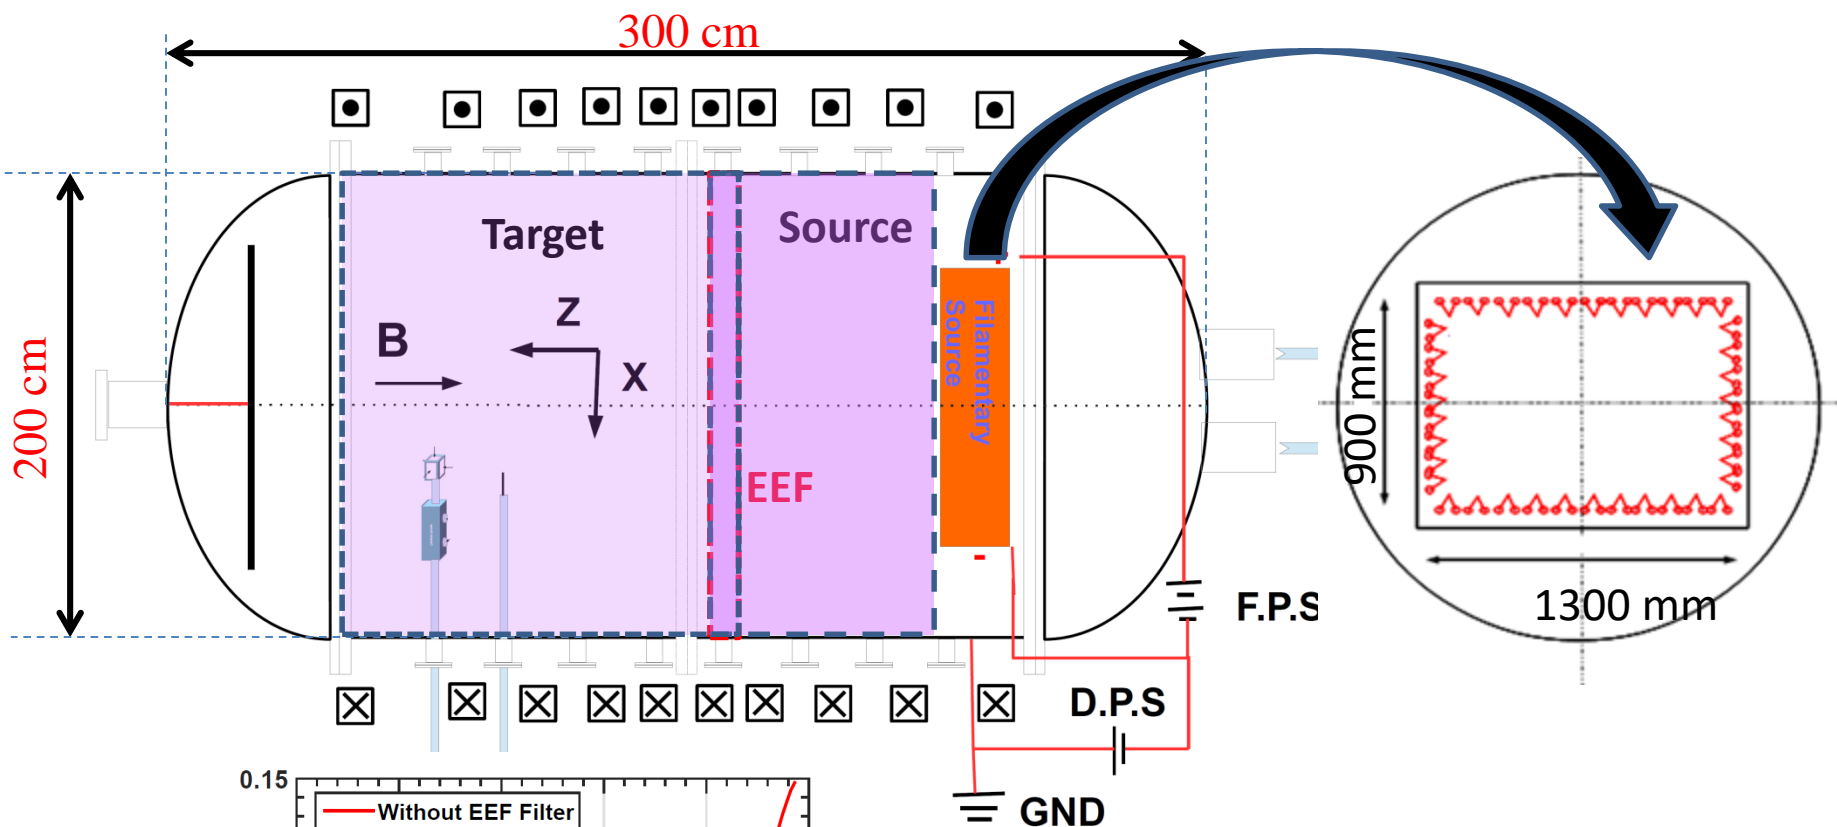 300 cm
200 cm
Target
Source
Z
B
X
EEF
Filamentary
Source
-
F.P.S
D.P.S
GND
900 mm
1300 mm
0.15
Without EEF Filter